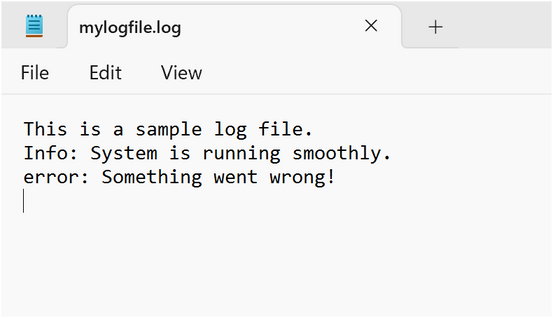 mylogfile.log
File Edit View
This is a sample log file.
Info: System is running smoothly.
error: Something went wrong!